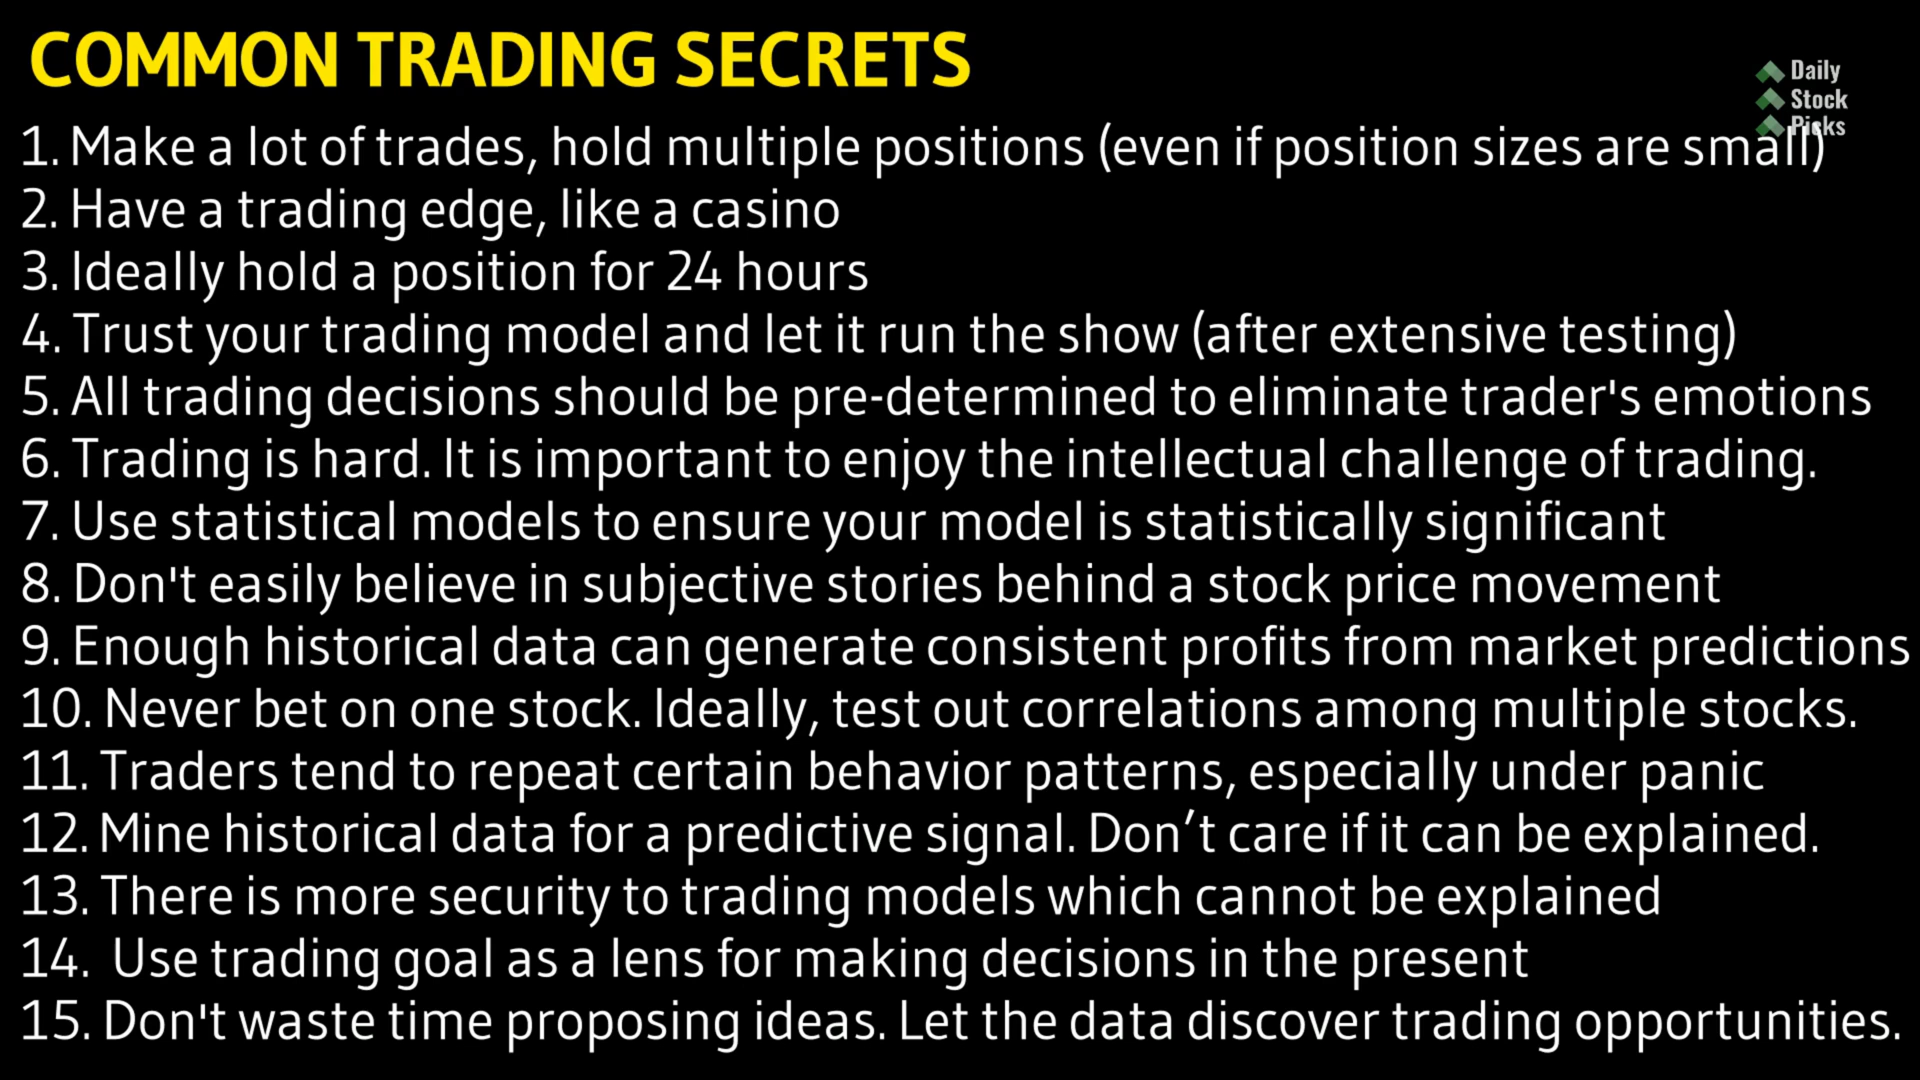 COMMON TRADING SECRETS
Daily
Stock
Picks
1. Make a lot of trades, hold multiple positions (even if position sizes are small)
2. Have a trading edge, like a casino
3. Ideally hold a position for 24 hours
4. Trust your trading model and let it run the show (after extensive testing)
5. All trading decisions should be pre-determined to eliminate trader's emotions
6. Trading is hard. It is important to enjoy the intellectual challenge of trading.
7. Use statistical models to ensure your model is statistically significant
8. Don't easily believe in subjective stories behind a stock price movement
9. Enough historical data can generate consistent profits from market predictions
10. Never bet on one stock. Ideally, test out correlations among multiple stocks.
11. Traders tend to repeat certain behavior patterns, especially under panic
12. Mine historical data for a predictive signal. Don’t care if it can be explained.
13. There is more security to trading models which cannot be explained
14. Use trading goal as a lens for making decisions in the present
15. Don't waste time proposing ideas. Let the data discover trading opportunities.